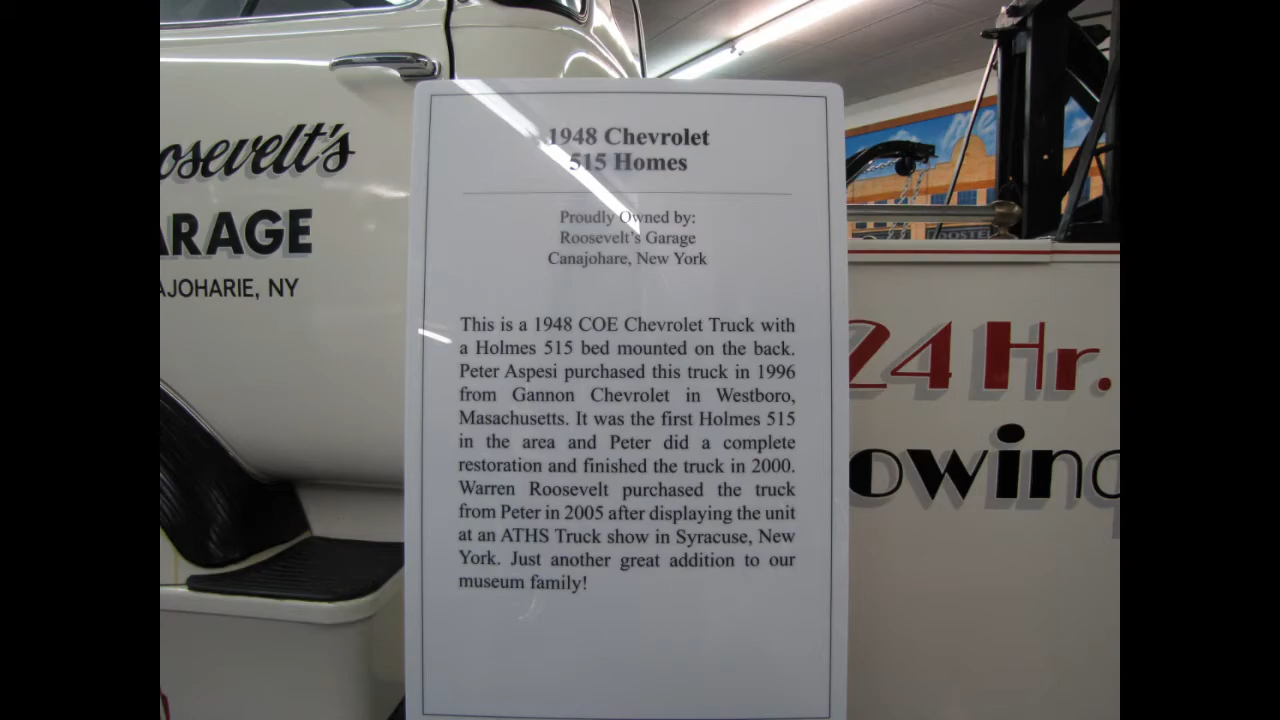 osevelt's
ARAGE
AJOHARIE, NY
1948 Chevrolet
515 Homes
Proudly Owned by:
Roosevelt's Garage
Canajohare, New York
This is a 1948 COE Chevrolet Truck with
a Holmes 515 bed mounted on the back.
Peter Aspesi purchased this truck in 1996
from Gannon Chevrolet in Westboro,
Masachusetts. It was the first Holmes 515
in the area and Peter did a complete
restoration and finished the truck in 2000.
Warren Roosevelt purchased the truck
from Peter in 2005 after displaying the unit
at an ATHS Truck show in Syracuse, New
York. Just another great addition to our
museum family!
24 Hr.
owing